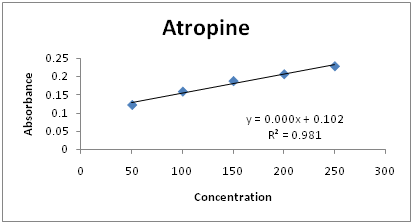 Atropine
Absorbance
0.25
0.2
0.15
0.1
0.05
0
y = 0.000x + 0.102
R² = 0.981
0 50 100 150 200 250 300
Concentration